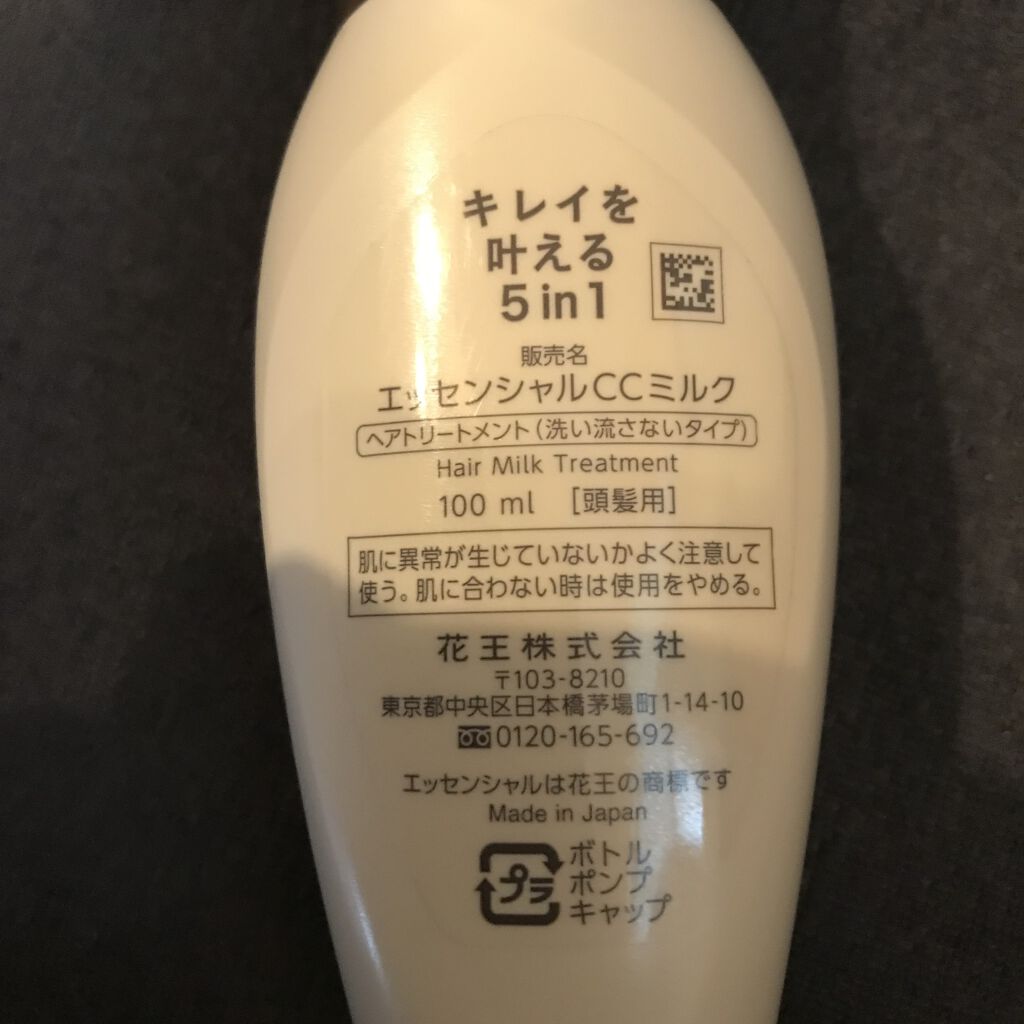 キレイを
叶える
5 in 1
販売名
エッセンシャルCCミルク
ヘアトリートメント（洗い流さないタイプ）
Hair Milk Treatment
100 ml ［頭髪用］
肌に異常が生じていないかよく注意して
使う。肌に合わない時は使用をやめる。
花王株式会社
〒103-8210
東京都中央区日本橋茅場町1-14-10
0120-165-692
エッセンシャルは花王の商標です
Made in Japan
プラ
ボトル
ポンプ
キャップ